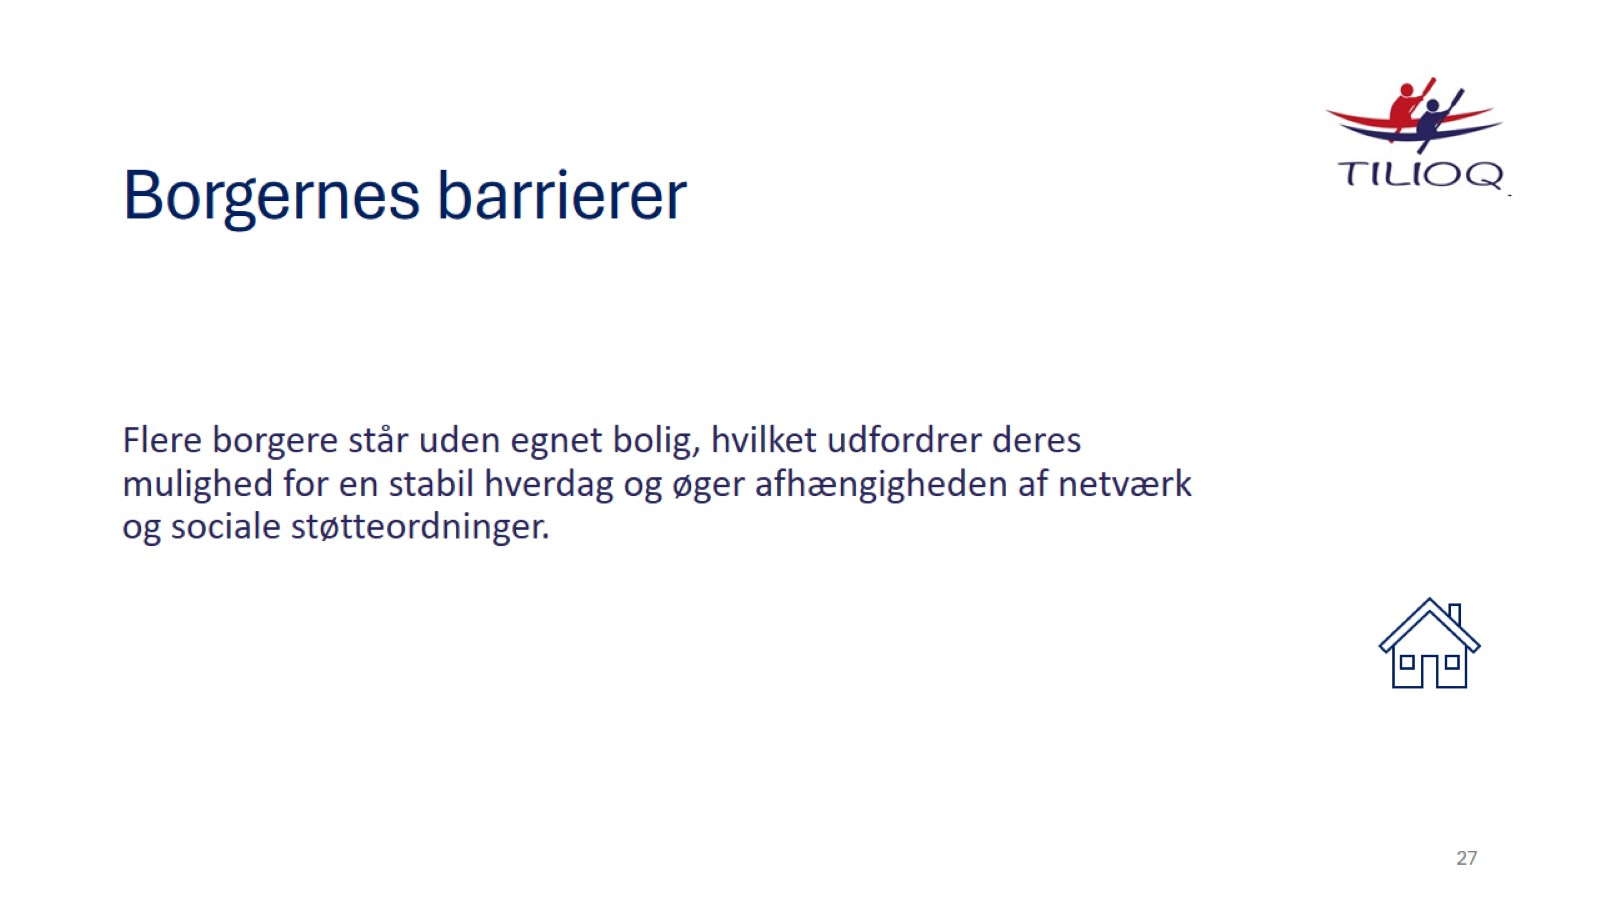 TILIOQ
Borgernes barrierer
Flere borgere står uden egnet bolig, hvilket udfordrer deres
mulighed for en stabil hverdag og øger afhængigheden af netværk
og sociale støtteordninger.
27